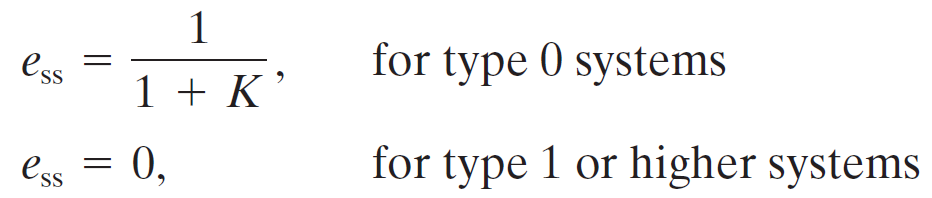 e_ss = 1 / (1 + K), for type 0 systems
e_ss = 0, for type 1 or higher systems